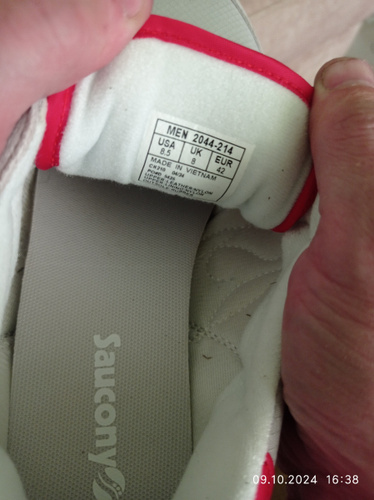 MEN 2044-214
USA UK EUR
8.5 8 42
MADE IN VIETNAM
Saucony
09.10.2024 16:38